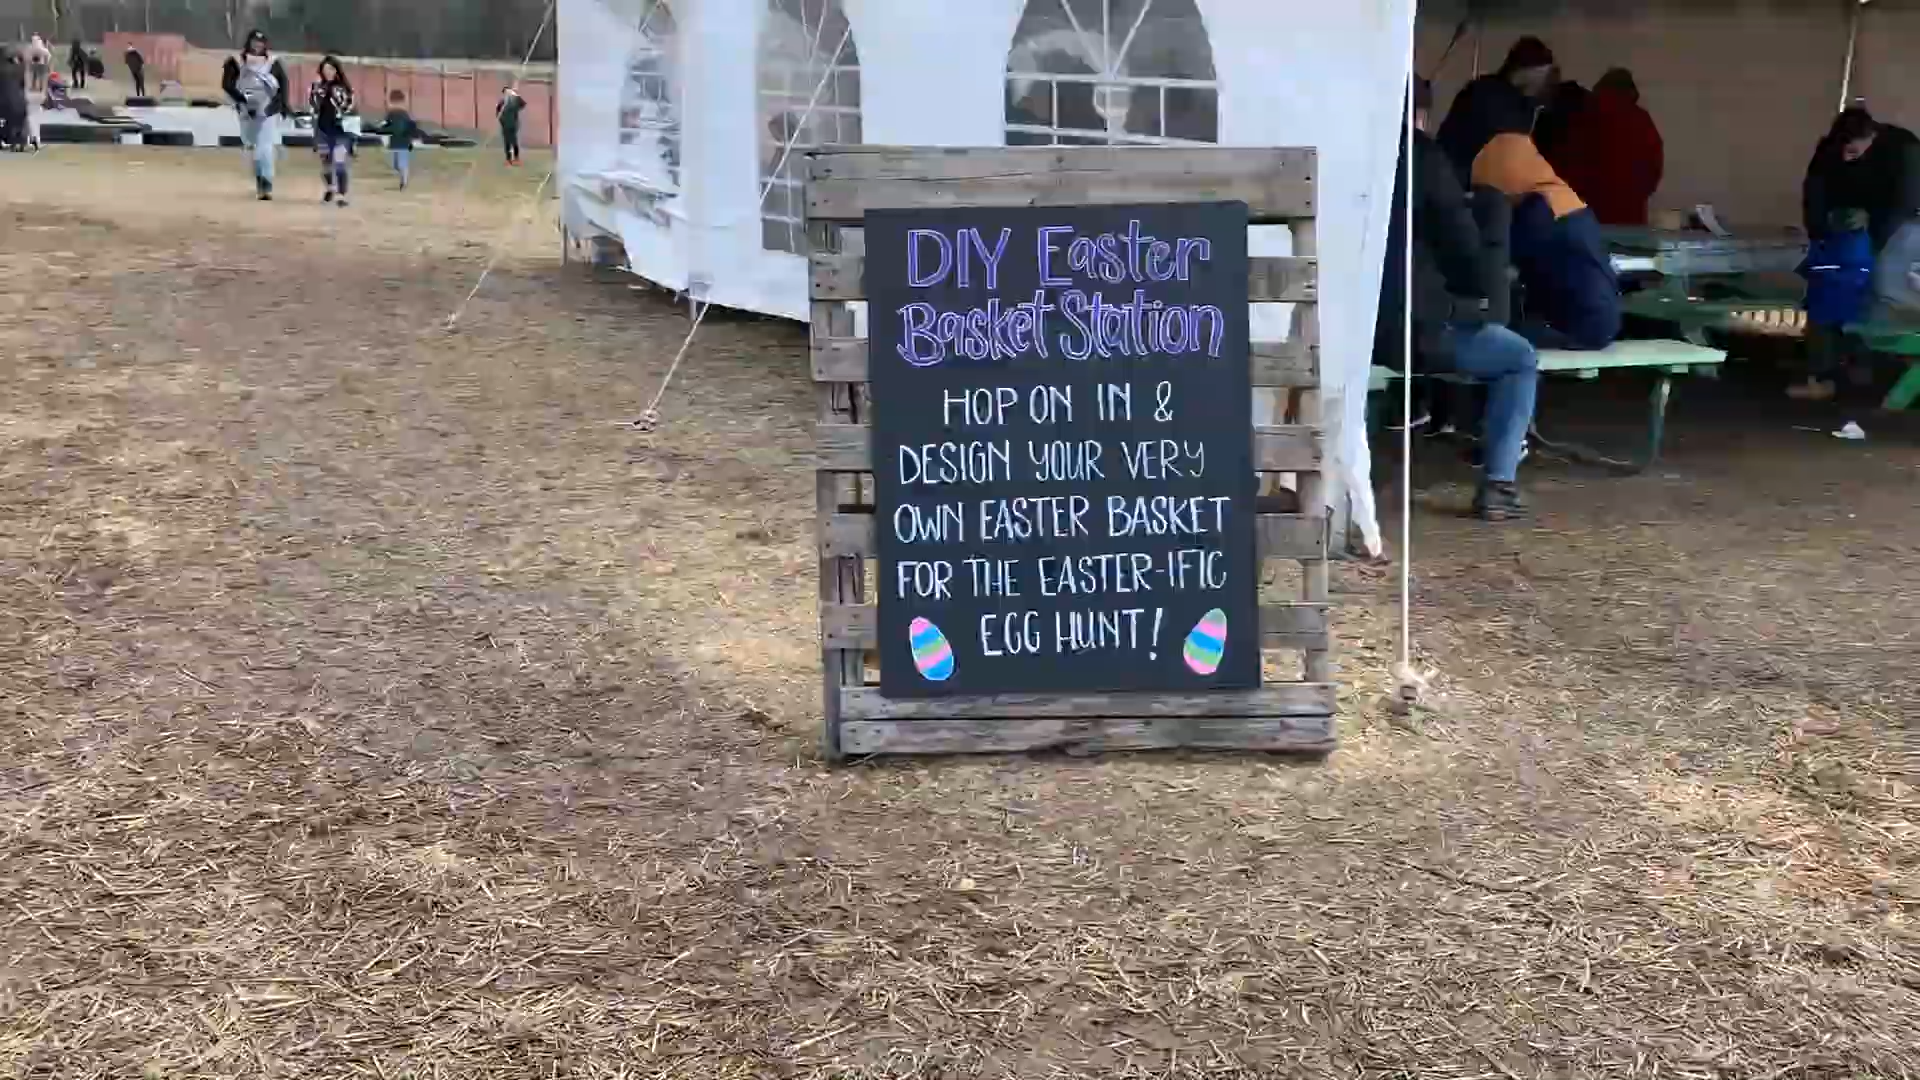 DIY Easter
Basket Station
HOP ON IN &
DESIGN YOUR VERY
OWN EASTER BASKET
FOR THE EASTER-IFIC
EGG HUNT!